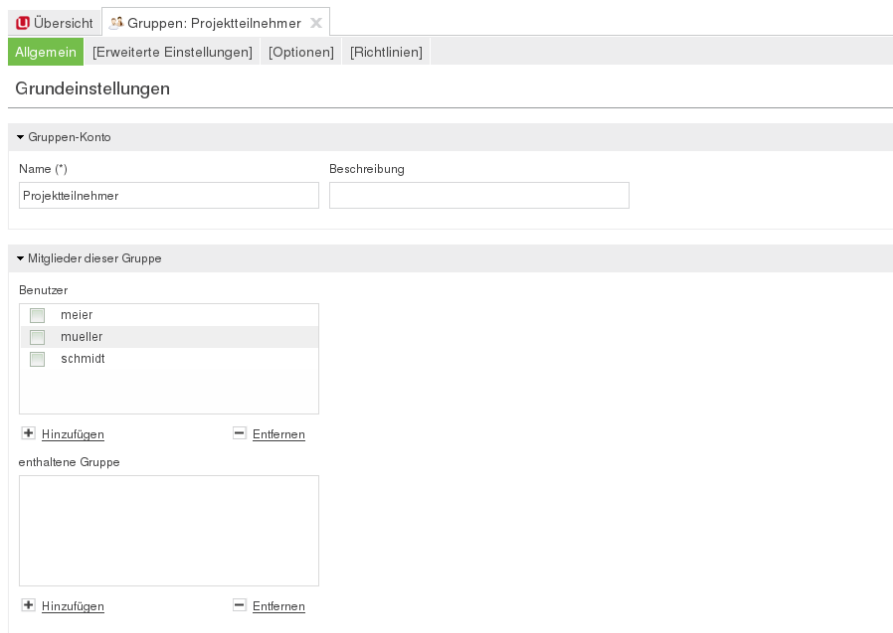 Übersicht Gruppen: Projektteilnehmer
Allgemein [Erweiterte Einstellungen] [Optionen] [Richtlinien]
Grundeinstellungen
Gruppen-Konto
Name (*) Beschreibung
Projektteilnehmer
Mitglieder dieser Gruppe
Benutzer
meier
mueller
schmidt
Hinzufügen Entfernen
enthaltene Gruppe
Hinzufügen Entfernen